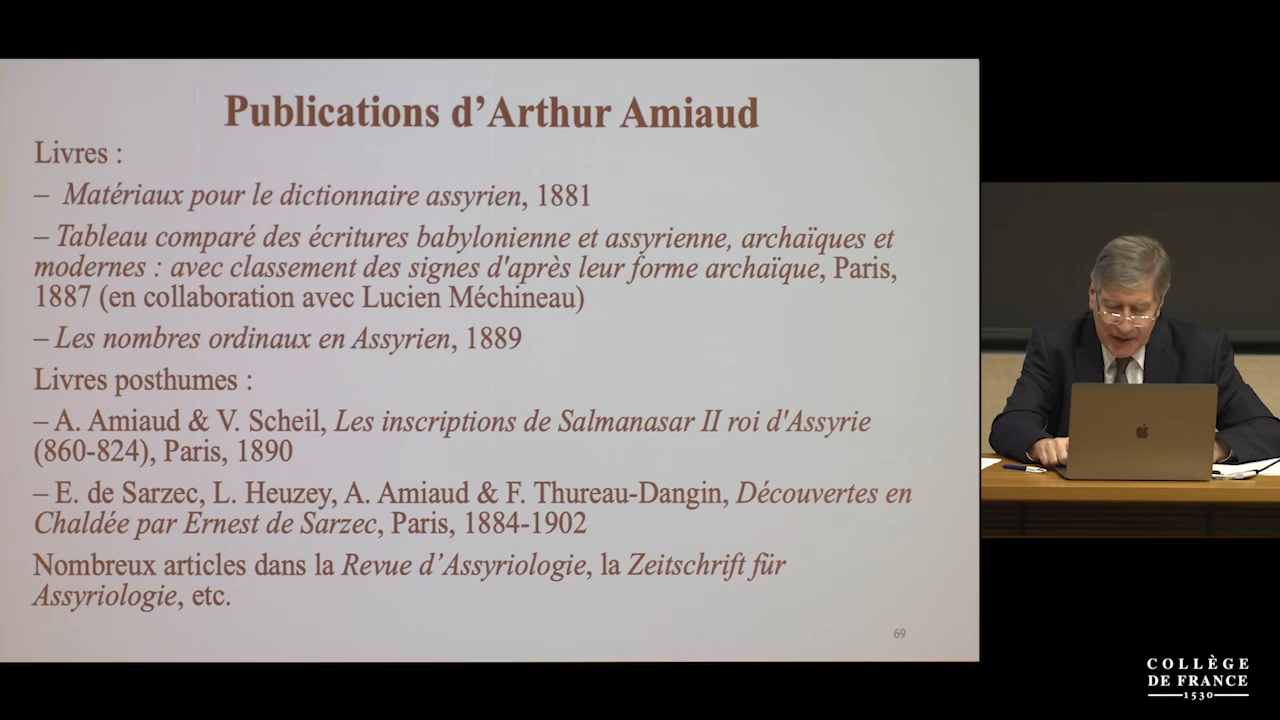 Publications d’Arthur Amiaud
Livres :
– Matériaux pour le dictionnaire assyrien, 1881
– Tableau comparé des écritures babylonienne et assyrienne, archaïques et
modernes : avec classement des signes d'après leur forme archaïque, Paris,
1887 (en collaboration avec Lucien Méchineau)
– Les nombres ordinaux en Assyrien, 1889
Livres posthumes :
– A. Amiaud & V. Scheil, Les inscriptions de Salmanasar II roi d'Assyrie
(860-824), Paris, 1890
– E. de Sarzec, L. Heuzey, A. Amiaud & F. Thureau-Dangin, Découvertes en
Chaldée par Ernest de Sarzec, Paris, 1884-1902
Nombreux articles dans la Revue d’Assyriologie, la Zeitschrift für
Assyriologie, etc.
69
COLLÈGE
DE FRANCE
1530